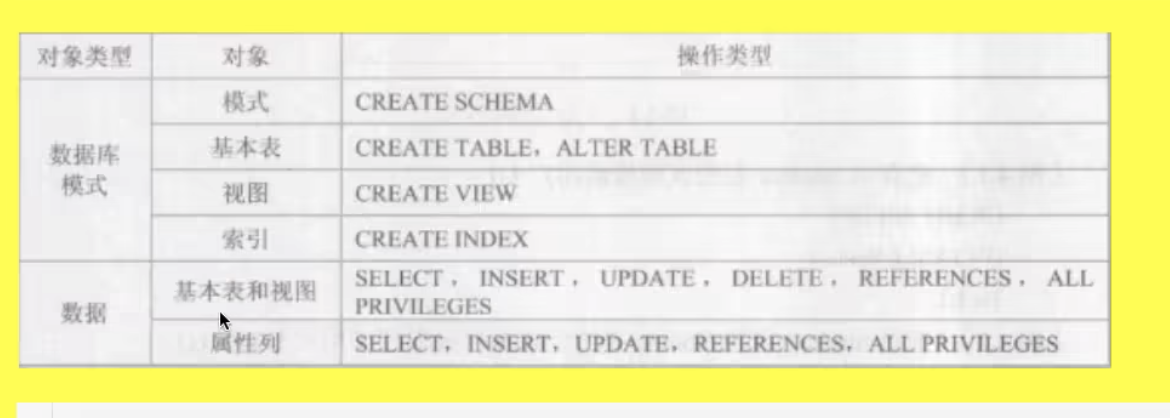 对象类型 对象 操作类型
数据库
模式
模式 CREATE SCHEMA
基本表 CREATE TABLE，ALTER TABLE
视图 CREATE VIEW
索引 CREATE INDEX
数据
基本表和视图 SELECT， INSERT， UPDATE， DELETE， REFERENCES， ALL
PRIVILEGES
属性列 SELECT，INSERT，UPDATE，REFERENCES，ALL PRIVILEGES